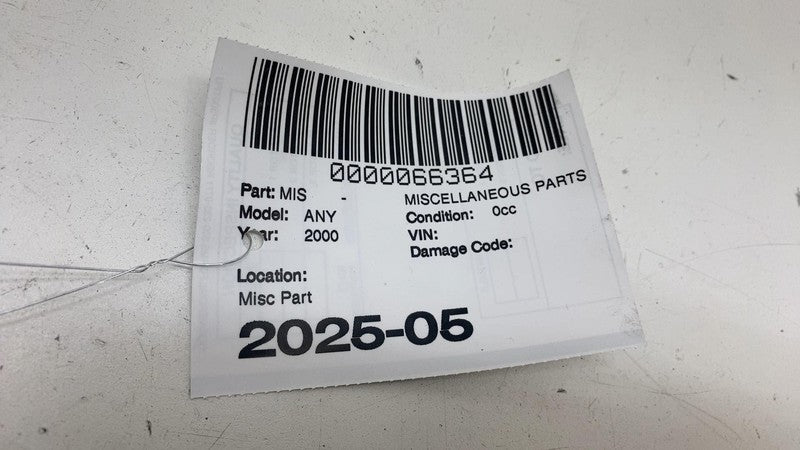 0000066364
Part: MIS - MISCELLANEOUS PARTS
Model: ANY Condition: 0cc
Year: 2000 VIN:
Damage Code:
Location:
Misc Part
2025-05